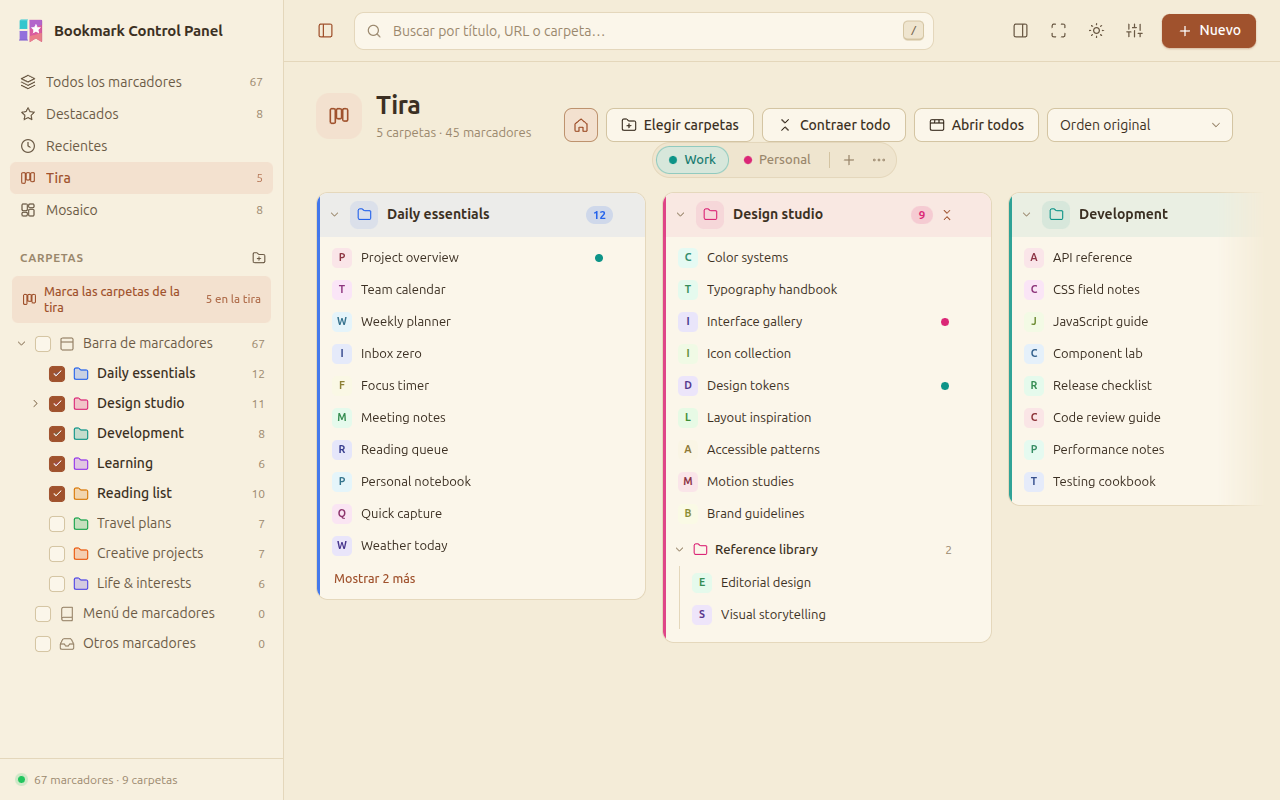 Bookmark Control Panel
Buscar por título, URL o carpeta…
/
Nuevo
Todos los marcadores 67
Destacados 8
Recientes
Tira 5
Mosaico 8
CARPETAS
Marca las carpetas de la tira 5 en la tira
Barra de marcadores 67
Daily essentials 12
Design studio 11
Development 8
Learning 6
Reading list 10
Travel plans 7
Creative projects 7
Life & interests 6
Menú de marcadores 0
Otros marcadores 0
67 marcadores · 9 carpetas
Tira
5 carpetas · 45 marcadores
Elegir carpetas
Contraer todo
Abrir todos
Orden original
Work
Personal
Daily essentials 12
P Project overview
T Team calendar
W Weekly planner
I Inbox zero
F Focus timer
M Meeting notes
R Reading queue
P Personal notebook
Q Quick capture
W Weather today
Mostrar 2 más
Design studio 9
C Color systems
T Typography handbook
I Interface gallery
I Icon collection
D Design tokens
L Layout inspiration
A Accessible patterns
M Motion studies
B Brand guidelines
Reference library 2
E Editorial design
S Visual storytelling
Development
A API reference
C CSS field notes
J JavaScript guide
C Component lab
R Release checklist
C Code review guide
P Performance notes
T Testing cookbook